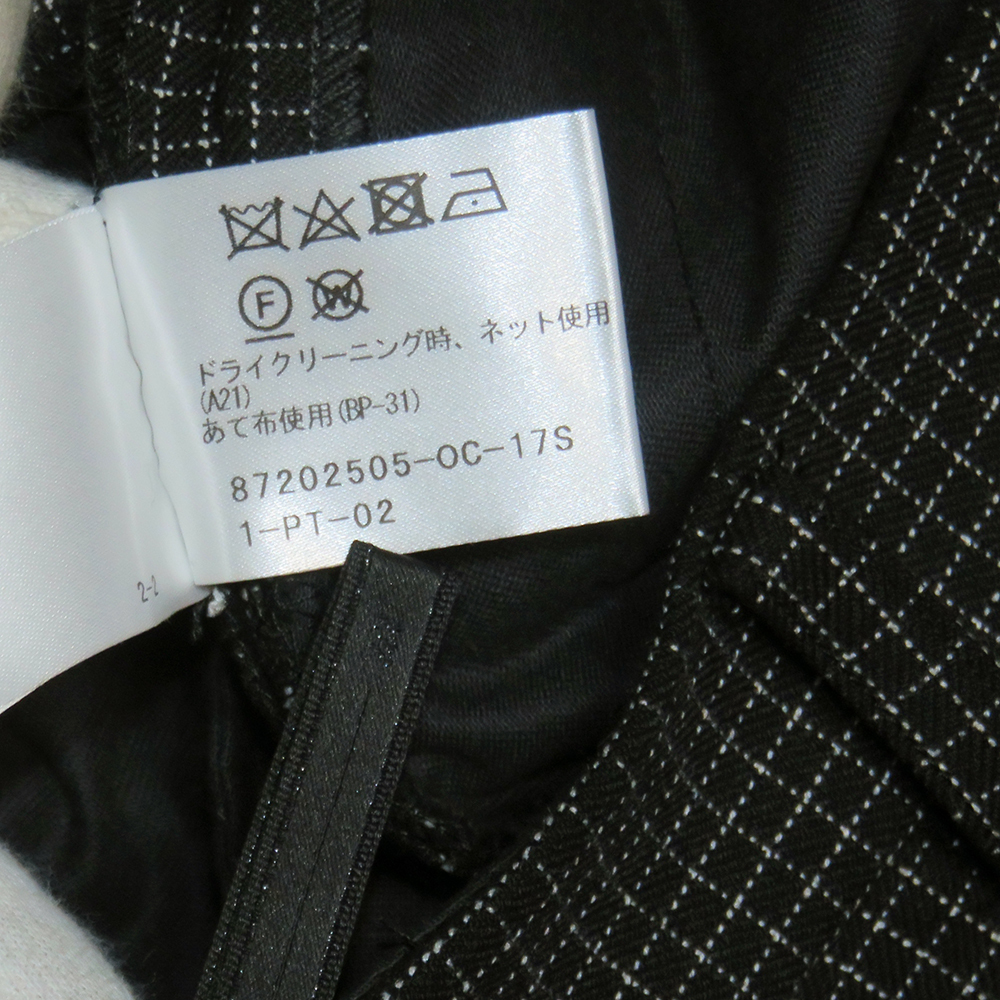 F W
ドライクリーニング時、ネット使用
(A21)
あて布使用(BP-31)
87202505-OC-17S
1-PT-02
2-2